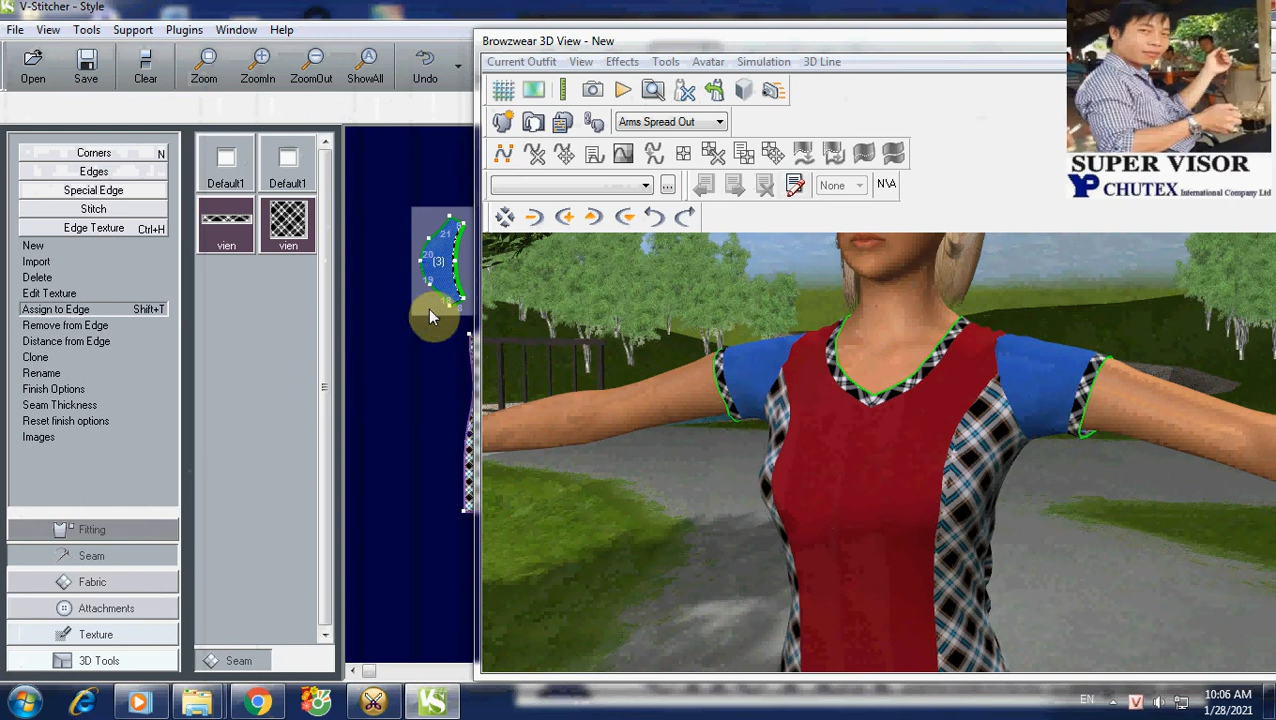 V-Stitcher - Style
File View Tools Support Plugins Window Help
Open Save Clear Zoom ZoomIn ZoomOut ShowAll Undo
Corners N
Edges
Special Edge
Stitch
Edge Texture Ctrl+H
New
Import
Delete
Edit Texture
Assign to Edge Shift+T
Remove from Edge
Distance from Edge
Clone
Rename
Finish Options
Seam Thickness
Reset finish options
Images
Fitting
Seam
Fabric
Attachments
Texture
3D Tools
Default1 Default1
vien vien
Seam
21
20
(3)
19
Browzwear 3D View - New
Current Outfit View Effects Tools Avatar Simulation 3D Line
Arms Spread Out
None N\A
SUPER VISOR
CHUTEX International Company Ltd
EN
10:06 AM
1/28/2021